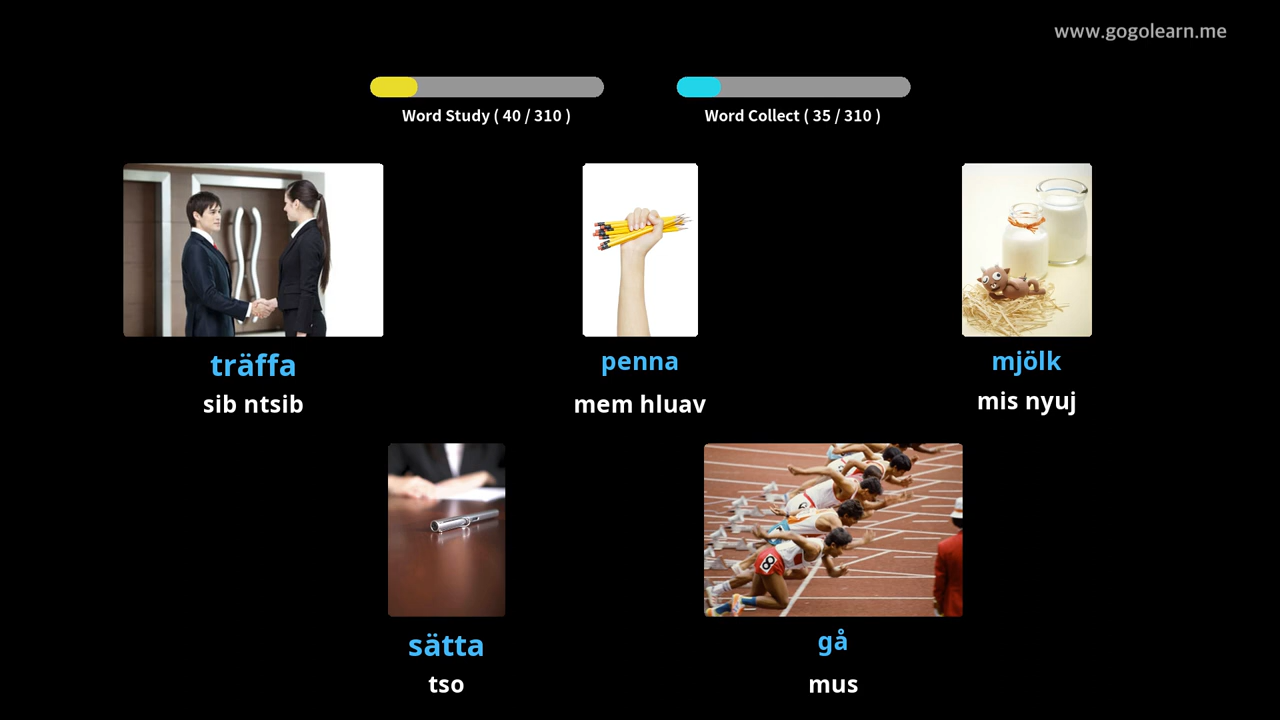 www.gogolearn.me
Word Study ( 40 / 310 )
Word Collect ( 35 / 310 )
träffa
sib ntsib
penna
mem hluav
mjölk
mis nyuj
sätta
tso
gå
mus